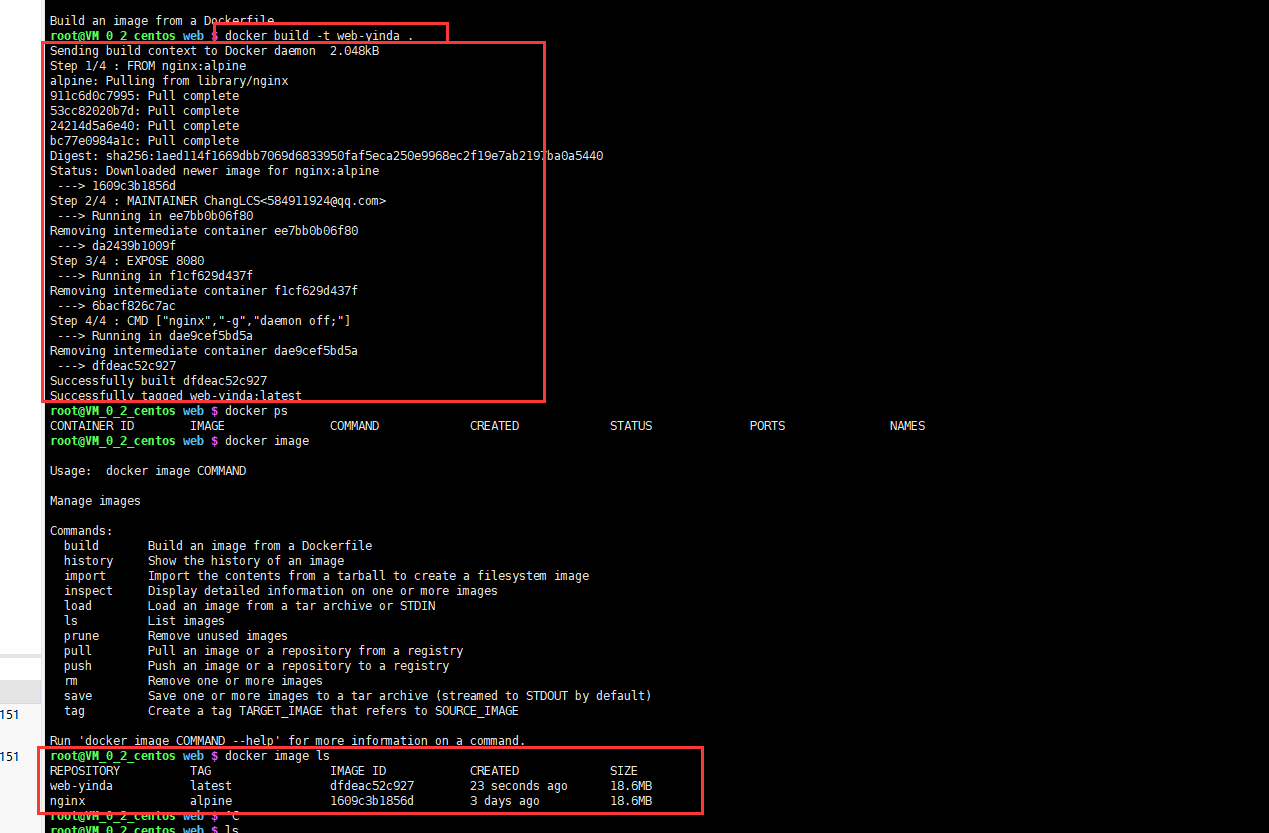 Build an image from a Dockerfile
root@VM_0_2_centos web $ docker build -t web-yinda .
Sending build context to Docker daemon  2.048kB
Step 1/4 : FROM nginx:alpine
alpine: Pulling from library/nginx
911c6d0c7995: Pull complete
53cc82020b7d: Pull complete
24214d5a6e40: Pull complete
bc77e0984a1c: Pull complete
Digest: sha256:1aed114f1669dbb7069d6833950faf5eca250e9968ec2f19e7ab2197ba0a5440
Status: Downloaded newer image for nginx:alpine
 ---> 1609c3b1856d
Step 2/4 : MAINTAINER ChangLCS<584911924@qq.com>
 ---> Running in ee7bb0b06f80
Removing intermediate container ee7bb0b06f80
 ---> da2439b1009f
Step 3/4 : EXPOSE 8080
 ---> Running in f1cf629d437f
Removing intermediate container f1cf629d437f
 ---> 6bacf826c7ac
Step 4/4 : CMD ["nginx","-g","daemon off;"]
 ---> Running in dae9cef5bd5a
Removing intermediate container dae9cef5bd5a
 ---> dfdeac52c927
Successfully built dfdeac52c927
Successfully tagged web-yinda:latest
root@VM_0_2_centos web $ docker ps
CONTAINER ID        IMAGE               COMMAND             CREATED             STATUS              PORTS               NAMES
root@VM_0_2_centos web $ docker image
Usage:  docker image COMMAND
Manage images
Commands:
  build       Build an image from a Dockerfile
  history     Show the history of an image
  import      Import the contents from a tarball to create a filesystem image
  inspect     Display detailed information on one or more images
  load        Load an image from a tar archive or STDIN
  ls          List images
  prune       Remove unused images
  pull        Pull an image or a repository from a registry
  push        Push an image or a repository to a registry
  rm          Remove one or more images
  save        Save one or more images to a tar archive (streamed to STDOUT by default)
  tag         Create a tag TARGET_IMAGE that refers to SOURCE_IMAGE
151
Run 'docker image COMMAND --help' for more information on a command.
151
root@VM_0_2_centos web $ docker image ls
REPOSITORY          TAG                 IMAGE ID            CREATED             SIZE
web-yinda           latest              dfdeac52c927        23 seconds ago      18.6MB
nginx               alpine              1609c3b1856d        3 days ago          18.6MB
root@VM_0_2_centos web $ ^C
root@VM_0_2_centos web $ ls